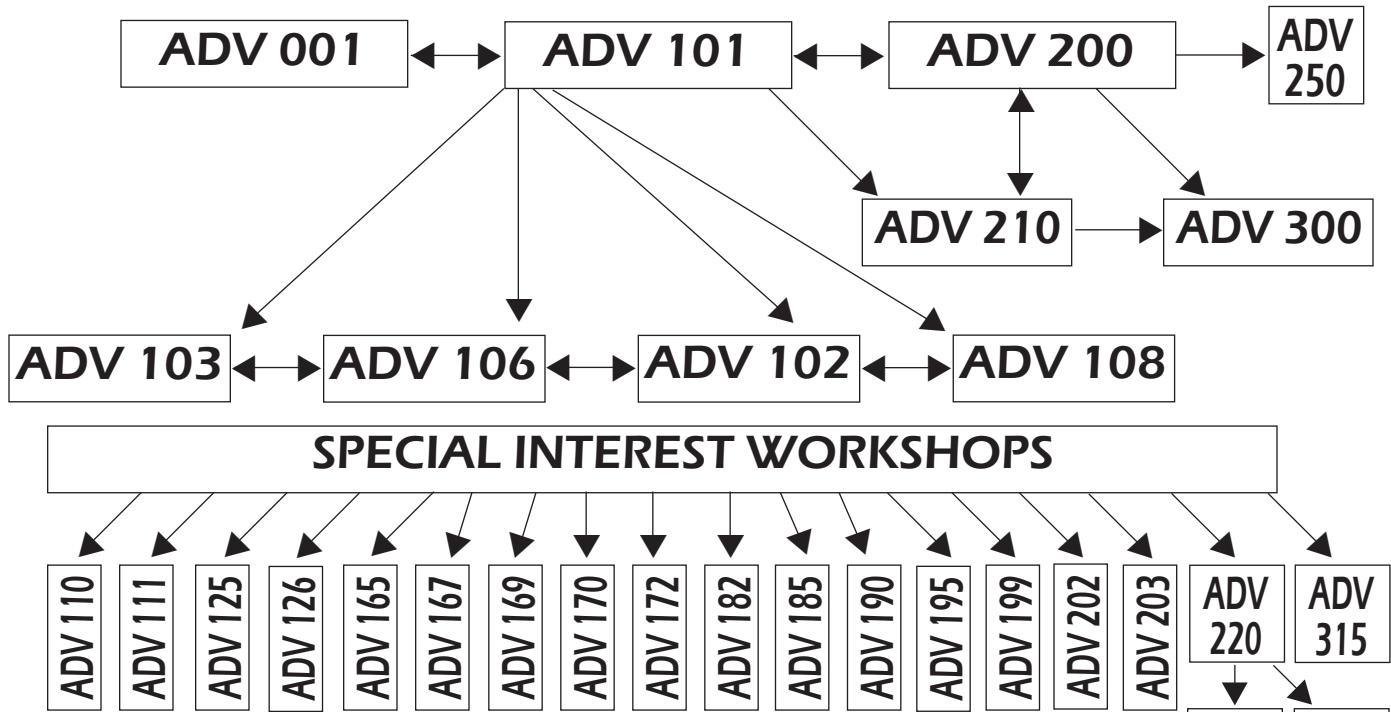 ADV 001
ADV 101
ADV 200
ADV
250
ADV 210
ADV 300
ADV 103
ADV 106
ADV 102
ADV 108
SPECIAL INTEREST WORKSHOPS
ADV 110
ADV 111
ADV 125
ADV 126
ADV 165
ADV 167
ADV 169
ADV 170
ADV 172
ADV 182
ADV 185
ADV 190
ADV 195
ADV 199
ADV 202
ADV 203
ADV
220
ADV
315